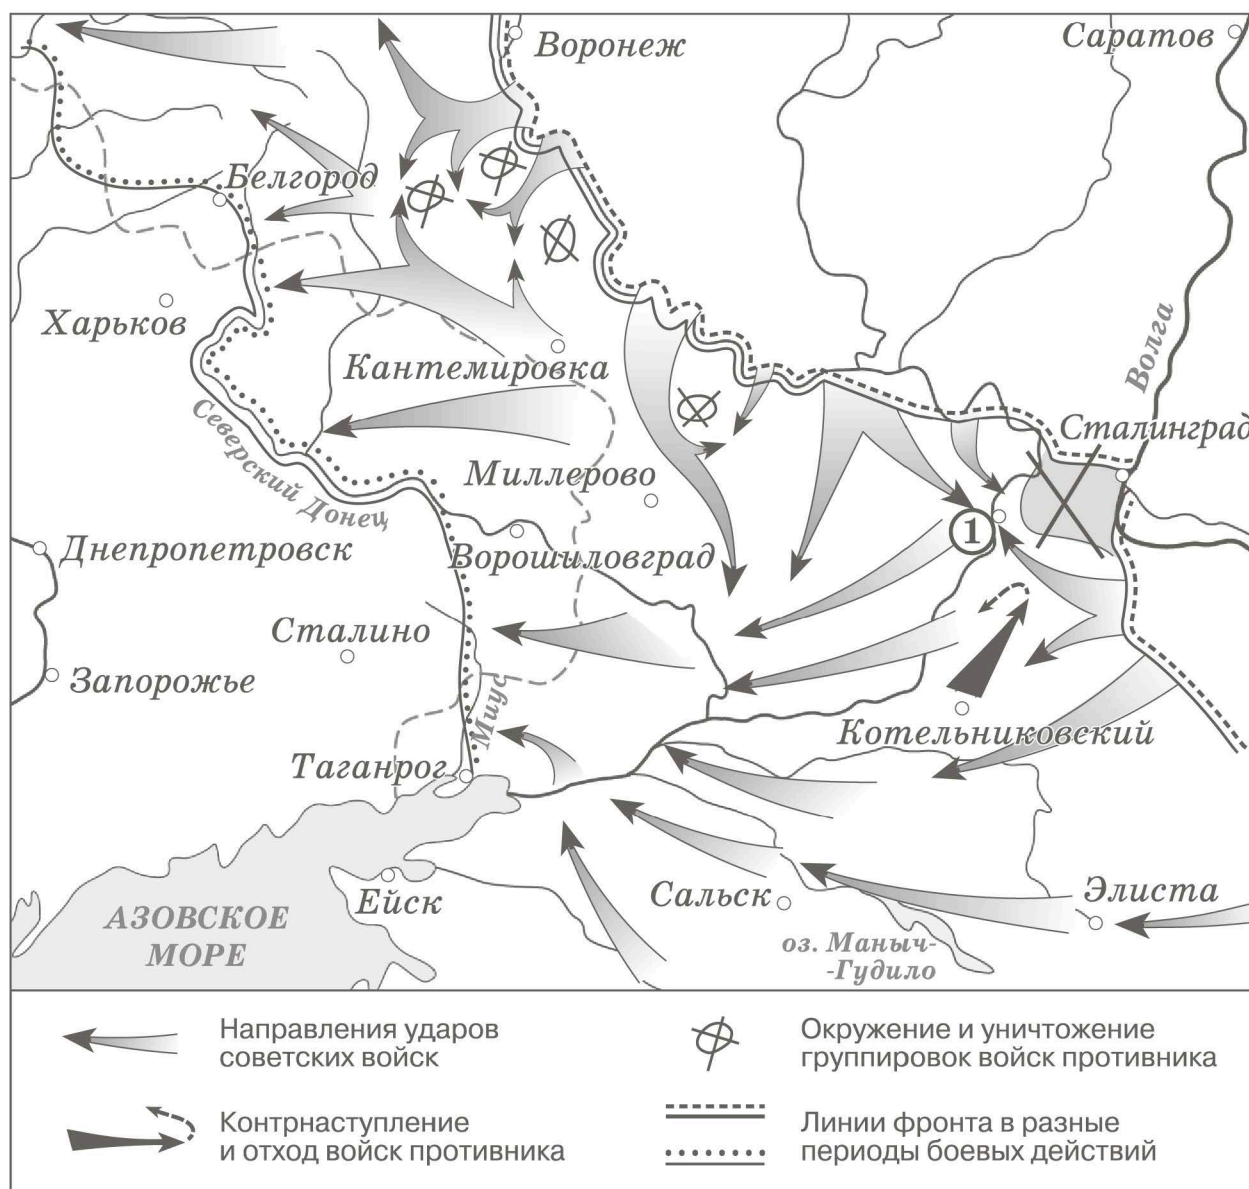 Воронеж
Саратов
Белгород
Харьков
Кантемировка
Волга
Сталинград
Северский Донец
Миллерово
1
Днепропетровск
Ворошиловград
Сталино
Запорожье
Миус
Котельниковский
Таганрог
Ейск
Сальск
Элиста
АЗОВСКОЕ
МОРЕ
оз. Маныч-
-Гудило
Направления ударов
советских войск
Окружение и уничтожение
группировок войск противника
Контрнаступление
и отход войск противника
Линии фронта в разные
периоды боевых действий